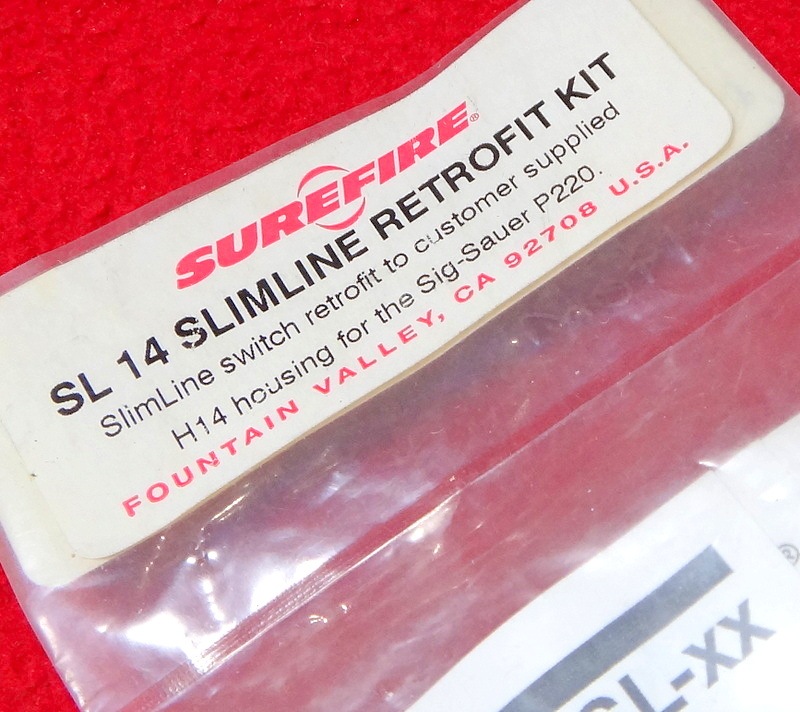 SUREFIRE®
SL 14 SLIMLINE RETROFIT KIT
SlimLine switch retrofit to customer supplied
H14 housing for the Sig-Sauer P220.
FOUNTAIN VALLEY, CA 92708 U.S.A.
®
SL-XX